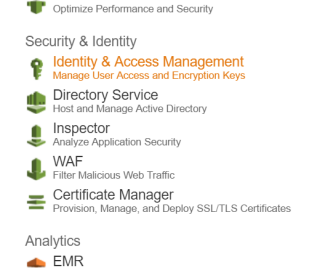 Optimize Performance and Security
Security & Identity
Identity & Access Management
Manage User Access and Encryption Keys
Directory Service
Host and Manage Active Directory
Inspector
Analyze Application Security
WAF
Filter Malicious Web Traffic
Certificate Manager
Provision, Manage, and Deploy SSL/TLS Certificates
Analytics
EMR